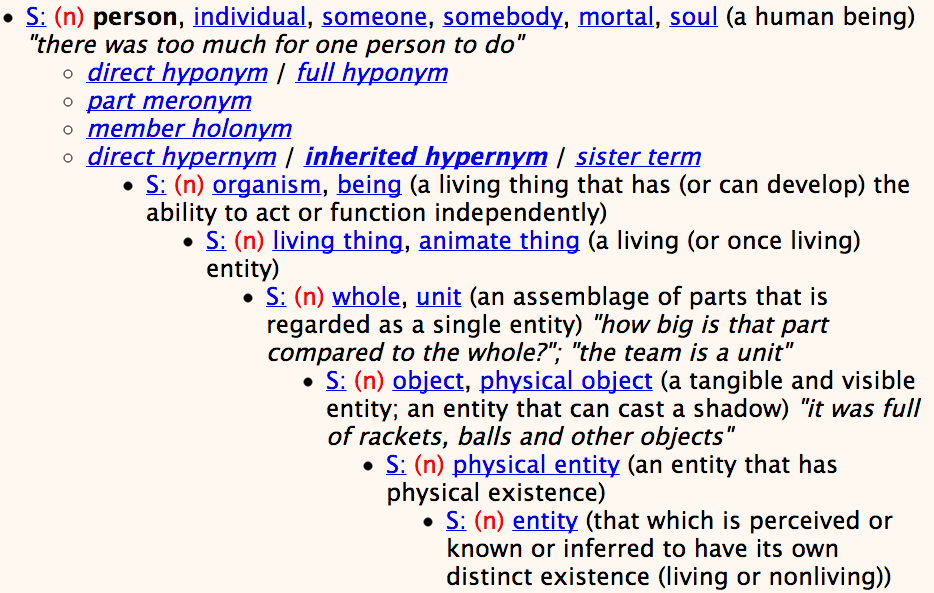 • S: (n) person, individual, someone, somebody, mortal, soul (a human being)
"there was too much for one person to do"
○ direct hyponym / full hyponym
○ part meronym
○ member holonym
○ direct hypernym / inherited hypernym / sister term
• S: (n) organism, being (a living thing that has (or can develop) the
ability to act or function independently)
• S: (n) living thing, animate thing (a living (or once living)
entity)
• S: (n) whole, unit (an assemblage of parts that is
regarded as a single entity) "how big is that part
compared to the whole?"; "the team is a unit"
• S: (n) object, physical object (a tangible and visible
entity; an entity that can cast a shadow) "it was full
of rackets, balls and other objects"
• S: (n) physical entity (an entity that has
physical existence)
• S: (n) entity (that which is perceived or
known or inferred to have its own
distinct existence (living or nonliving))